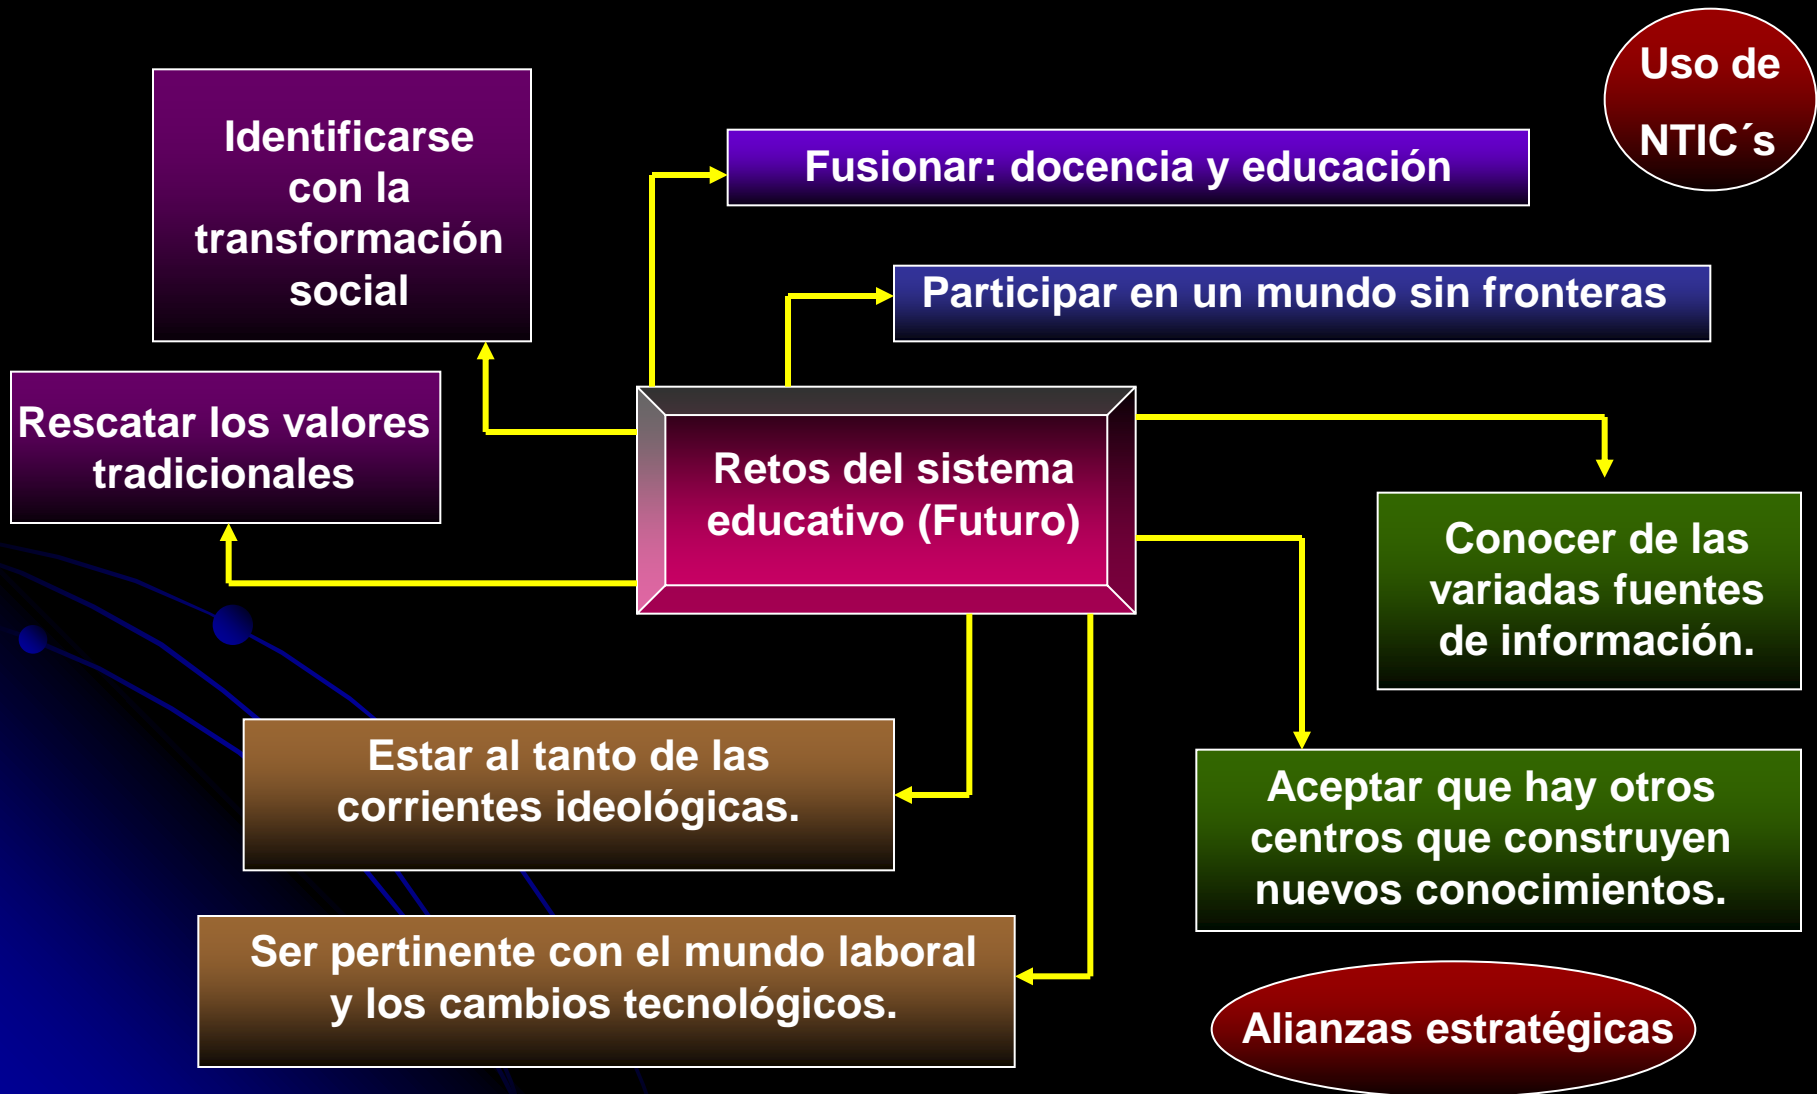 Uso de
NTIC´s
Identificarse
con la
transformación
social
Fusionar: docencia y educación
Participar en un mundo sin fronteras
Rescatar los valores
tradicionales
Retos del sistema
educativo (Futuro)
Conocer de las
variadas fuentes
de información.
Estar al tanto de las
corrientes ideológicas.
Aceptar que hay otros
centros que construyen
nuevos conocimientos.
Ser pertinente con el mundo laboral
y los cambios tecnológicos.
Alianzas estratégicas